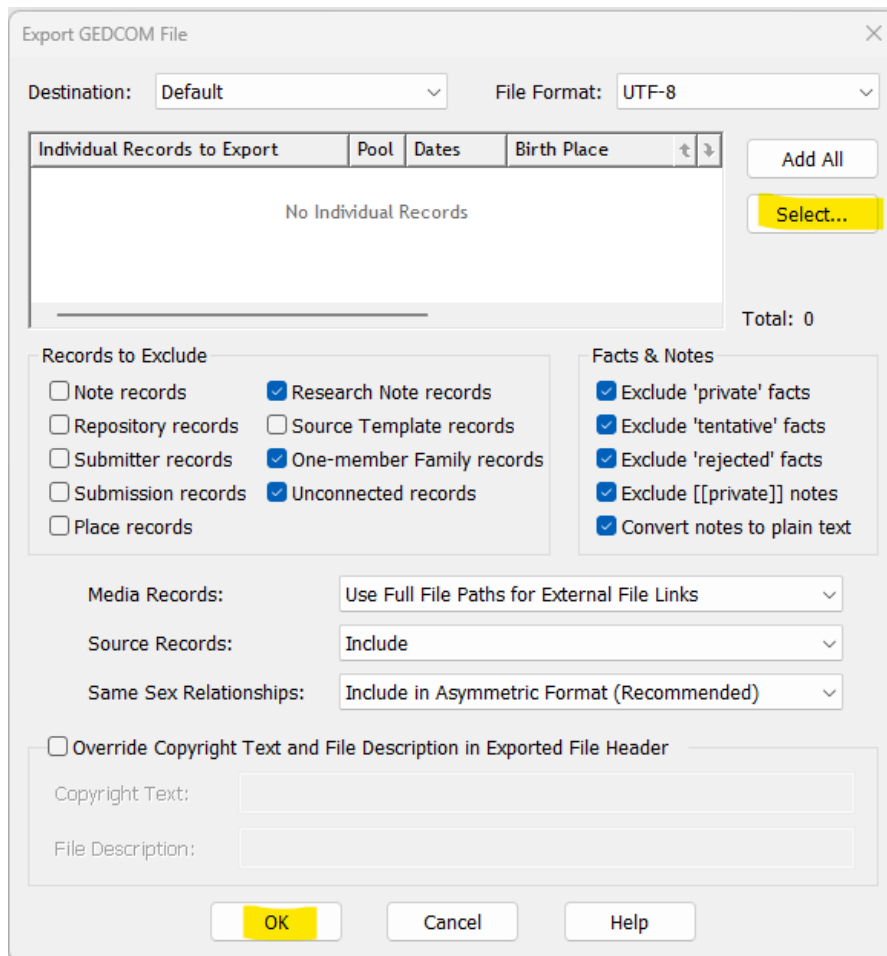 Export GEDCOM File
Destination: Default File Format: UTF-8
Individual Records to Export Pool Dates Birth Place
Add All
No Individual Records
Select...
Total: 0
Records to Exclude Facts & Notes
Note records Research Note records Exclude 'private' facts
Repository records Source Template records Exclude 'tentative' facts
Submitter records One-member Family records Exclude 'rejected' facts
Submission records Unconnected records Exclude [[private]] notes
Place records Convert notes to plain text
Media Records: Use Full File Paths for External File Links
Source Records: Include
Same Sex Relationships: Include in Asymmetric Format (Recommended)
Override Copyright Text and File Description in Exported File Header
Copyright Text:
File Description:
OK Cancel Help